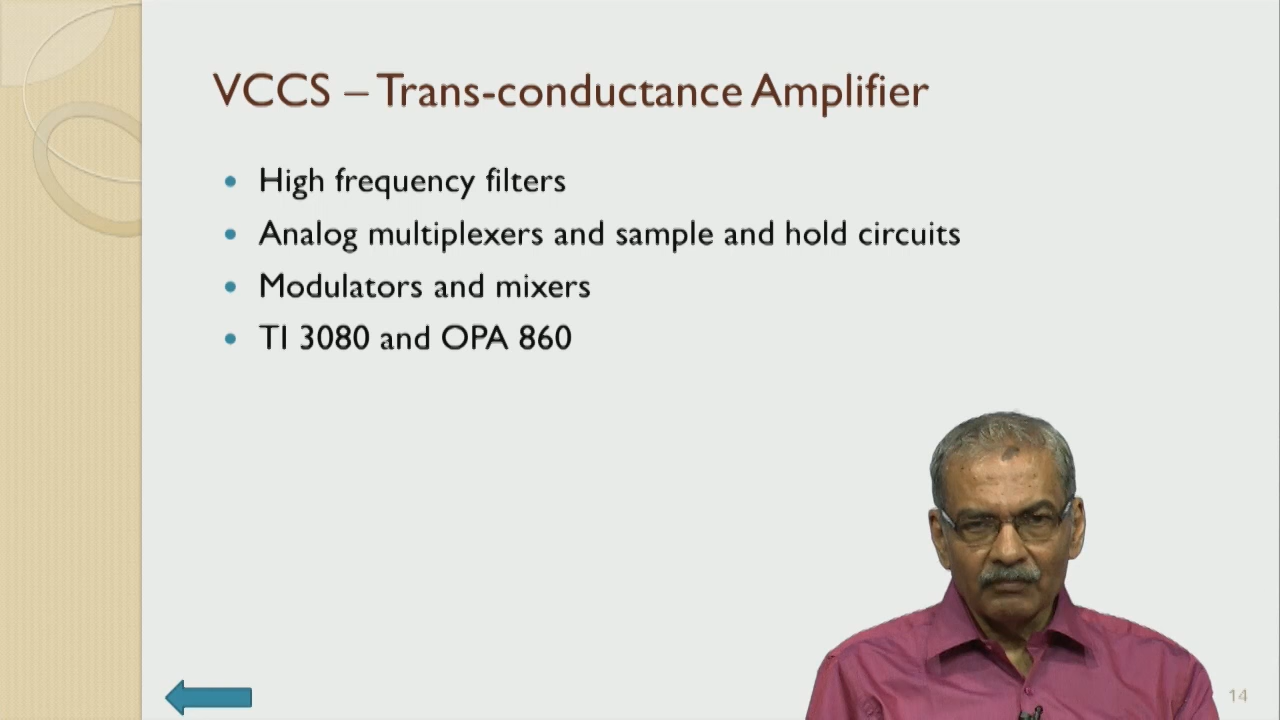 VCCS – Trans-conductance Amplifier
High frequency filters
Analog multiplexers and sample and hold circuits
Modulators and mixers
TI 3080 and OPA 860
14